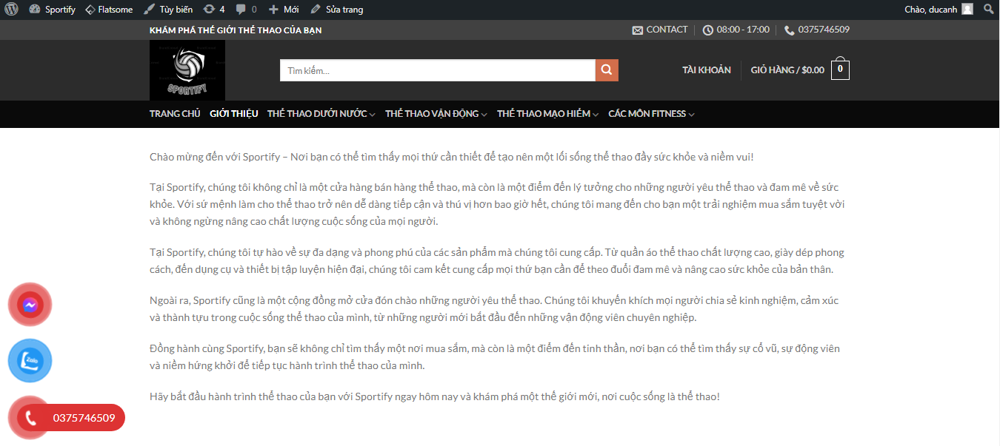 Sportify Flatsome Tùy biến 4 0 Mới Sửa trang Chào, ducanh
KHÁM PHÁ THẾ GIỚI THỂ THAO CỦA BẠN CONTACT 08:00 - 17:00 0375746509
SPORTIFY
Tìm kiếm... TÀI KHOẢN GIỎ HÀNG / $0.00 0
TRANG CHỦ GIỚI THIỆU THỂ THAO DƯỚI NƯỚC THỂ THAO VẬN ĐỘNG THỂ THAO MẠO HIỂM CÁC MÔN FITNESS
Chào mừng đến với Sportify – Nơi bạn có thể tìm thấy mọi thứ cần thiết để tạo nên một lối sống thể thao đầy sức khỏe và niềm vui!
Tại Sportify, chúng tôi không chỉ là một cửa hàng bán hàng thể thao, mà còn là một điểm đến lý tưởng cho những người yêu thể thao và đam mê về sức
khỏe. Với sứ mệnh làm cho thể thao trở nên dễ dàng tiếp cận và thú vị hơn bao giờ hết, chúng tôi mang đến cho bạn một trải nghiệm mua sắm tuyệt vời
và không ngừng nâng cao chất lượng cuộc sống của mọi người.
Tại Sportify, chúng tôi tự hào về sự đa dạng và phong phú của các sản phẩm mà chúng tôi cung cấp. Từ quần áo thể thao chất lượng cao, giày dép phong
cách, đến dụng cụ và thiết bị tập luyện hiện đại, chúng tôi cam kết cung cấp mọi thứ bạn cần để theo đuổi đam mê và nâng cao sức khỏe của bản thân.
Ngoài ra, Sportify cũng là một cộng đồng mở cửa đón chào những người yêu thể thao. Chúng tôi khuyến khích mọi người chia sẻ kinh nghiệm, cảm xúc
và thành tựu trong cuộc sống thể thao của mình, từ những người mới bắt đầu đến những vận động viên chuyên nghiệp.
Đồng hành cùng Sportify, bạn sẽ không chỉ tìm thấy một nơi mua sắm, mà còn là một điểm đến tinh thần, nơi bạn có thể tìm thấy sự cổ vũ, sự động viên
và niềm hứng khởi để tiếp tục hành trình thể thao của mình.
Hãy bắt đầu hành trình thể thao của bạn với Sportify ngay hôm nay và khám phá một thế giới mới, nơi cuộc sống là thể thao!
Zalo
0375746509